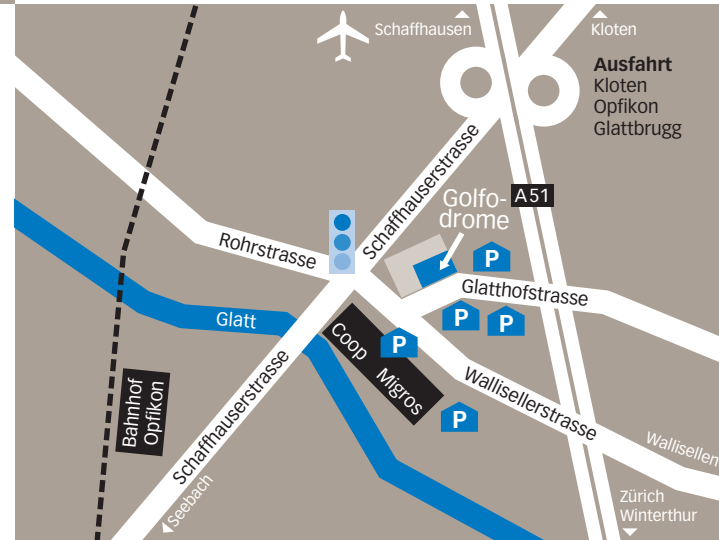 Schaffhausen
Kloten
Ausfahrt
Kloten
Opfikon
Glattbrugg
Schaffhauserstrasse
Golfo-
drome
A51
P
Rohrstrasse
Glatthofstrasse
P
P
Glatt
P
Coop
Migros
Wallisellerstrasse
Bahnhof
Opfikon
Schaffhauserstrasse
P
Wallisellen
Seebach
Zürich
Winterthur